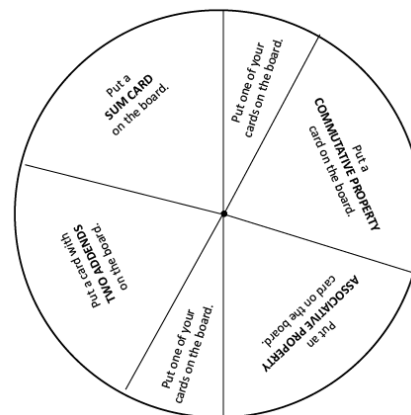 Put a
SUM CARD
on the board.
Put one of your
cards on the board.
Put a
COMMUTATIVE PROPERTY
card on the board.
Put an
ASSOCIATIVE PROPERTY
card on the board.
Put one of your
cards on the board.
Put a card with
TWO ADDENDS
on the board.